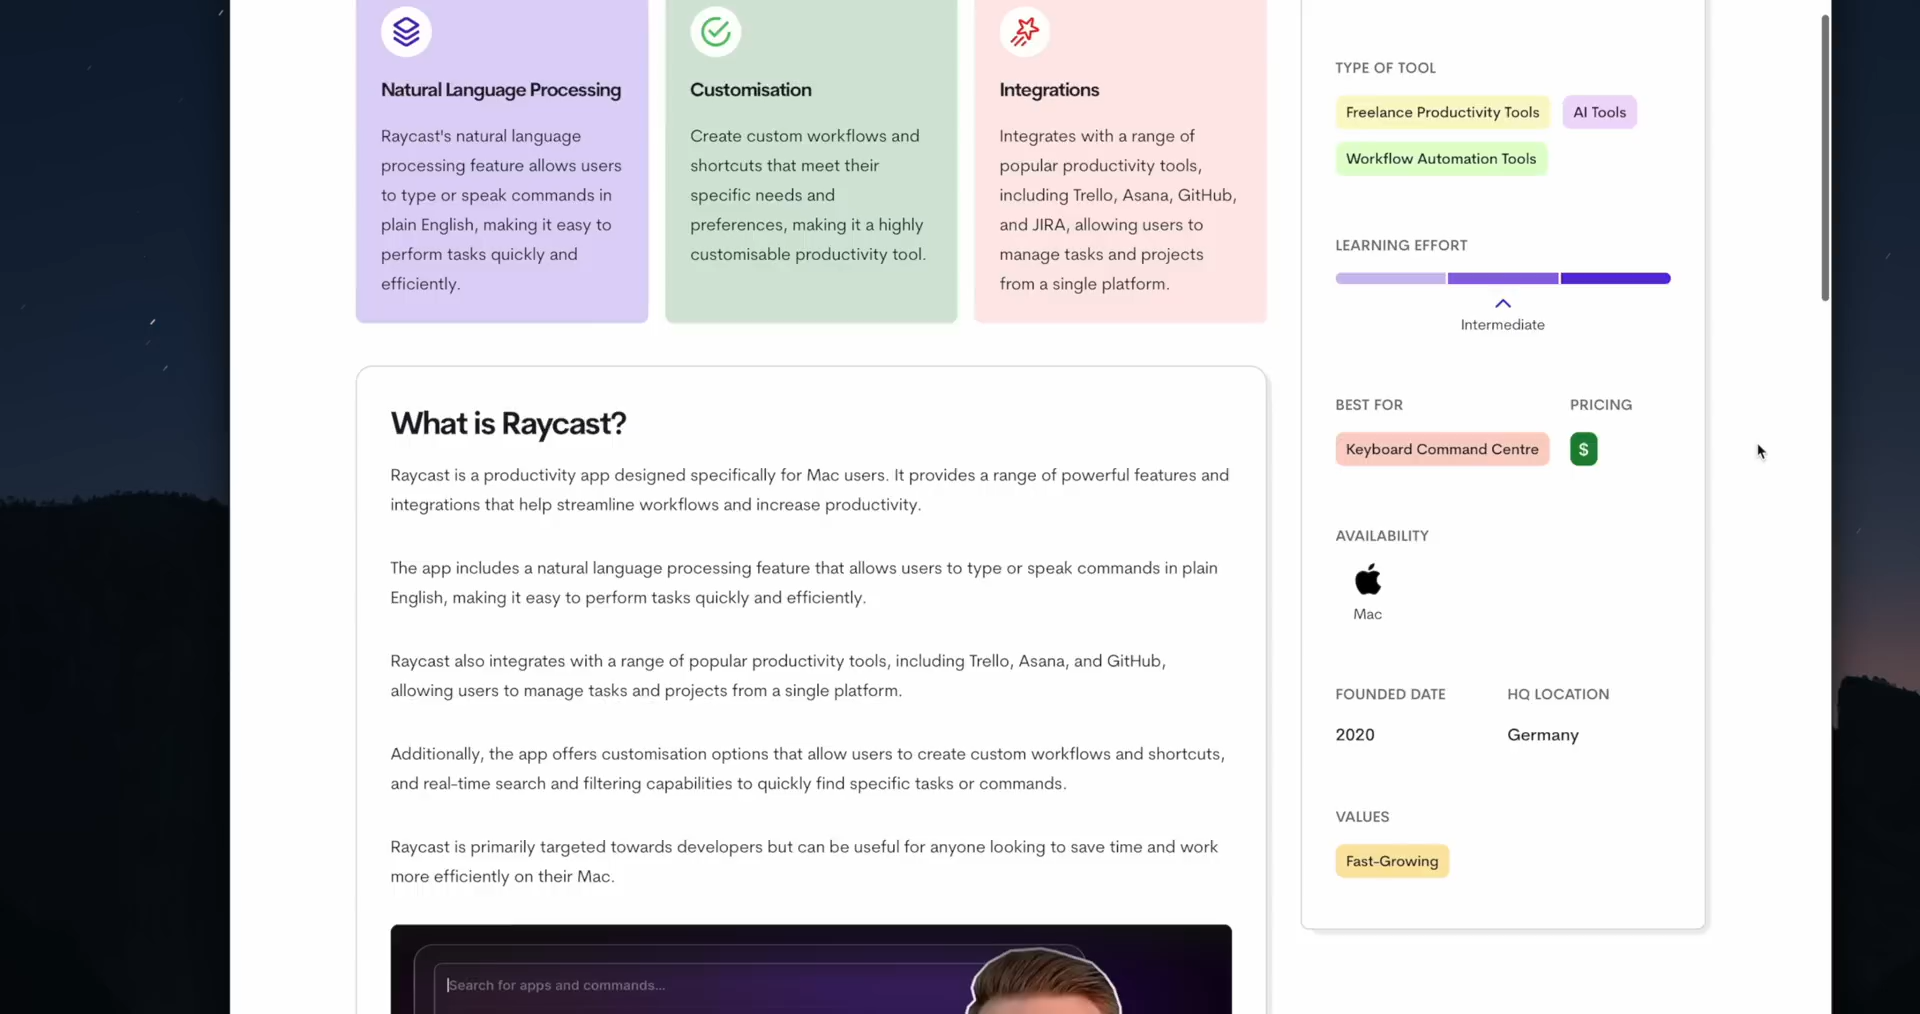 Natural Language Processing
Raycast's natural language
processing feature allows users
to type or speak commands in
plain English, making it easy to
perform tasks quickly and
efficiently.
Customisation
Create custom workflows and
shortcuts that meet their
specific needs and
preferences, making it a highly
customisable productivity tool.
Integrations
Integrates with a range of
popular productivity tools,
including Trello, Asana, GitHub,
and JIRA, allowing users to
manage tasks and projects
from a single platform.
What is Raycast?
Raycast is a productivity app designed specifically for Mac users. It provides a range of powerful features and
integrations that help streamline workflows and increase productivity.
The app includes a natural language processing feature that allows users to type or speak commands in plain
English, making it easy to perform tasks quickly and efficiently.
Raycast also integrates with a range of popular productivity tools, including Trello, Asana, and GitHub,
allowing users to manage tasks and projects from a single platform.
Additionally, the app offers customisation options that allow users to create custom workflows and shortcuts,
and real-time search and filtering capabilities to quickly find specific tasks or commands.
Raycast is primarily targeted towards developers but can be useful for anyone looking to save time and work
more efficiently on their Mac.
Search for apps and commands...
TYPE OF TOOL
Freelance Productivity Tools AI Tools
Workflow Automation Tools
LEARNING EFFORT
Intermediate
BEST FOR PRICING
Keyboard Command Centre $
AVAILABILITY
Mac
FOUNDED DATE HQ LOCATION
2020 Germany
VALUES
Fast-Growing